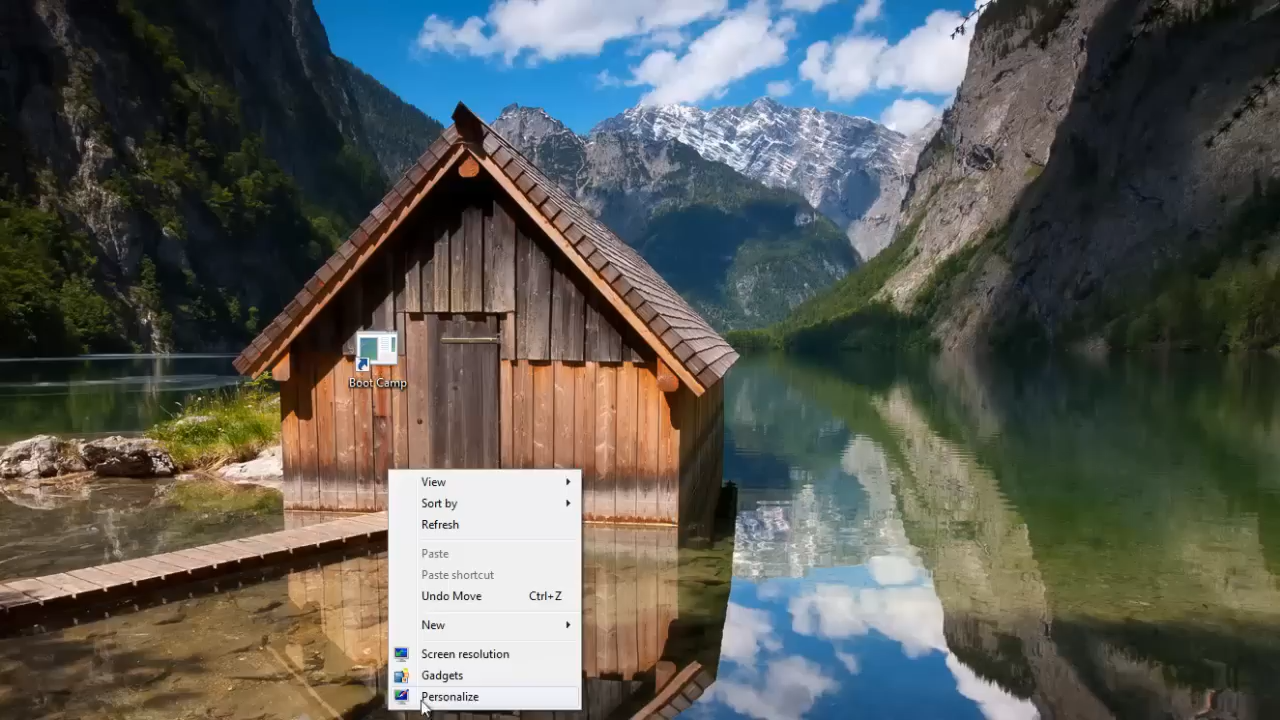 Boot Camp
View
Sort by
Refresh
Paste
Paste shortcut
Undo Move Ctrl+Z
New
Screen resolution
Gadgets
Personalize